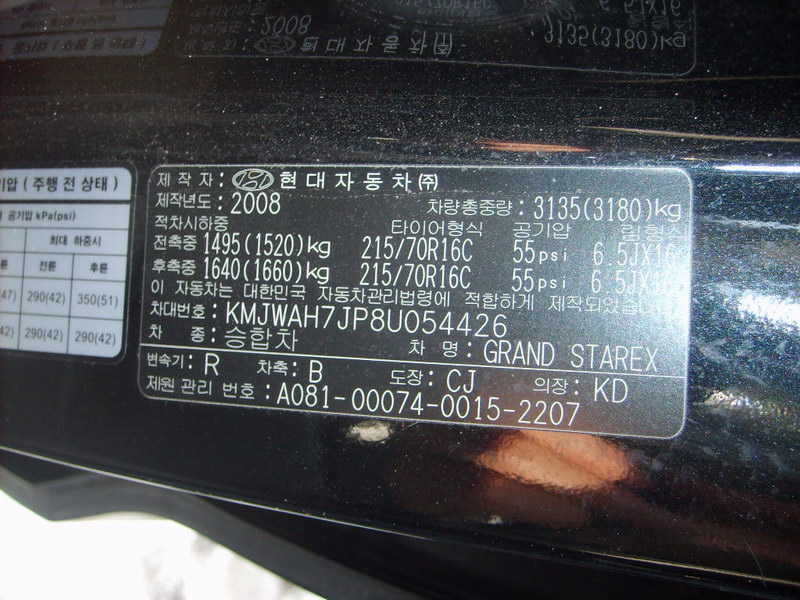 기압 ( 주행 전 상태 )
공기압 kPa(psi)
최대 하중시
전륜 후륜
47) 290(42) 350(51)
42) 290(42) 290(42)
제 작 자: 현대자동차(주)
제작년도: 2008 차량총중량: 3135(3180)kg
적차시하중 타이어형식 공기압 림형스
전축중 1495(1520)kg 215/70R16C 55psi 6.5JX16
후축중 1640(1660)kg 215/70R16C 55psi 6.5JX16
이 자동차는 대한민국 자동차관리법령에 적합하게 제작되었습
차대번호: KMJWAH7JP8U054426
차 종: 승합차 차 명: GRAND STAREX
변속기: R 차축: B 도장: CJ 의장: KD
제원 관리 번호: A081-00074-0015-2207